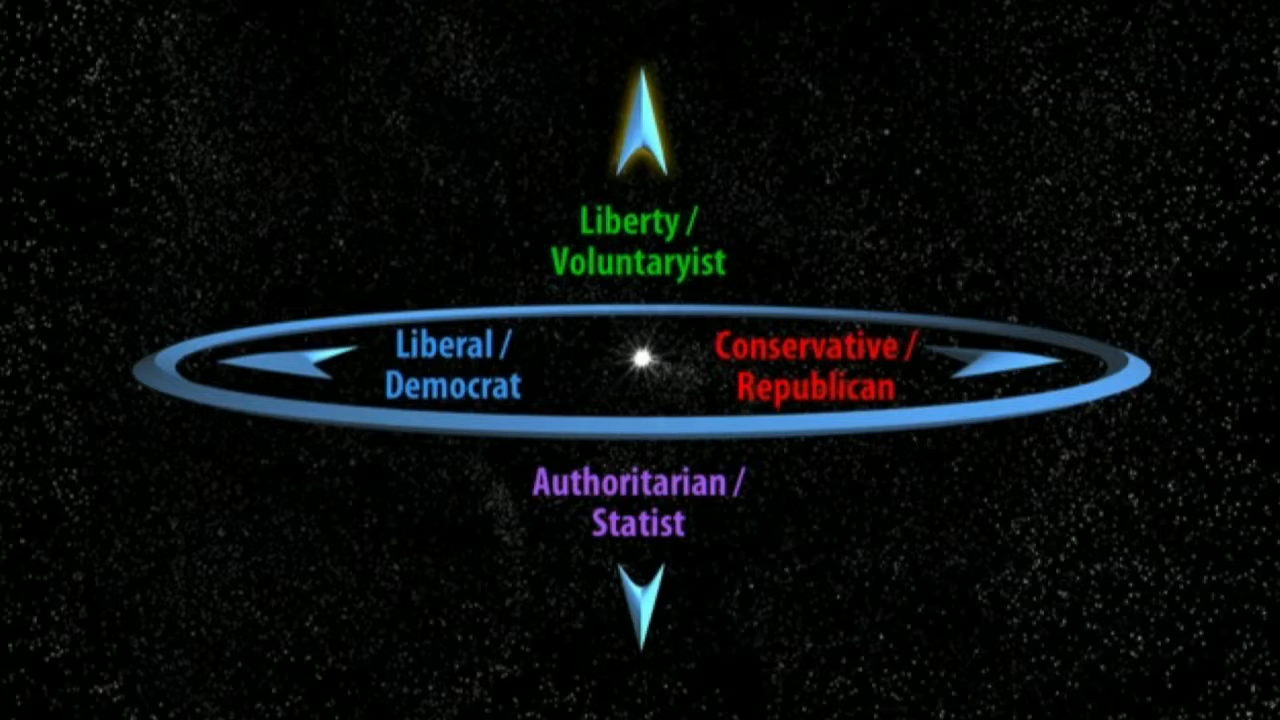 Liberty /
Voluntaryist
Liberal /
Democrat
Conservative /
Republican
Authoritarian /
Statist